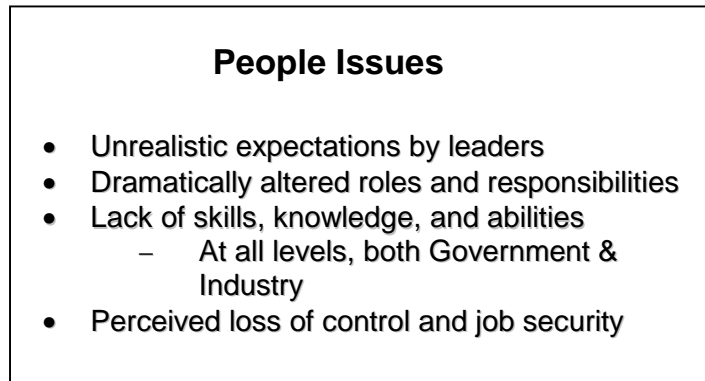 People Issues
• Unrealistic expectations by leaders
• Dramatically altered roles and responsibilities
• Lack of skills, knowledge, and abilities
– At all levels, both Government &
Industry
• Perceived loss of control and job security